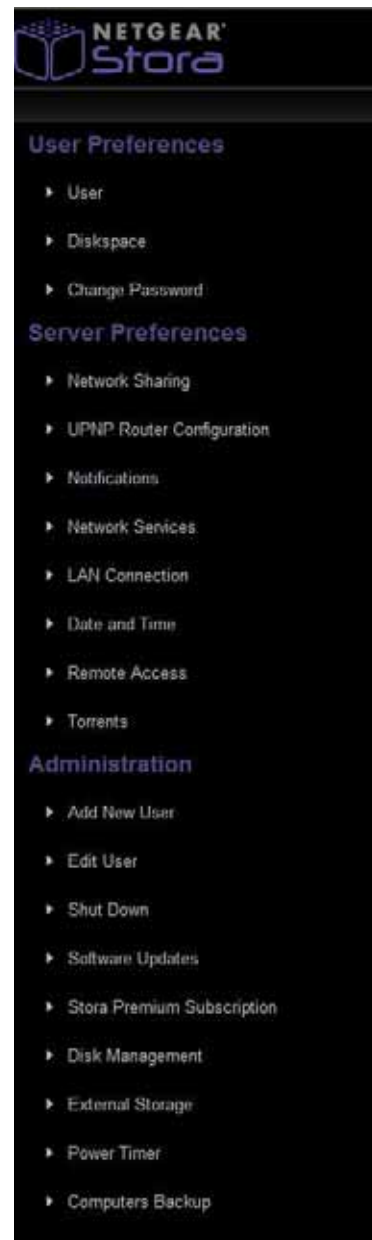 NETGEAR®
Stora
User Preferences
User
Diskspace
Change Password
Server Preferences
Network Sharing
UPNP Router Configuration
Notifications
Network Services
LAN Connection
Date and Time
Remote Access
Torrents
Administration
Add New User
Edit User
Shut Down
Software Updates
Stora Premium Subscription
Disk Management
External Storage
Power Timer
Computers Backup